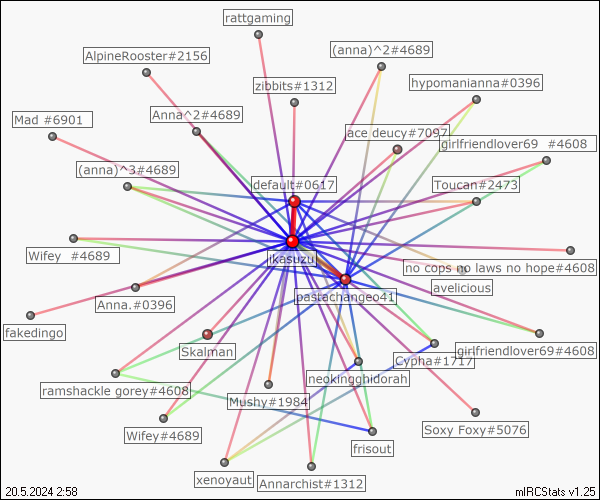 rattgaming
(anna)^2#4689
AlpineRooster#2156
zibbits#1312
hypomanianna#0396
Anna^2#4689
Mad #6901
ace deucy#7097
girlfriendlover69 #4608
(anna)^3#4689
default#0617
Toucan#2473
Wifey #4689
ikasuzu
no cops no laws no hope#4608
avelicious
pastachangeo41
Anna.#0396
fakedingo
Skalman
Cypha#1717
girlfriendlover69#4608
neokingghidorah
ramshackle gorey#4608
Mushy#1984
Soxy Foxy#5076
Wifey#4689
frisout
xenoyaut
Annarchist#1312
20.5.2024 2:58
mIRCStats v1.25